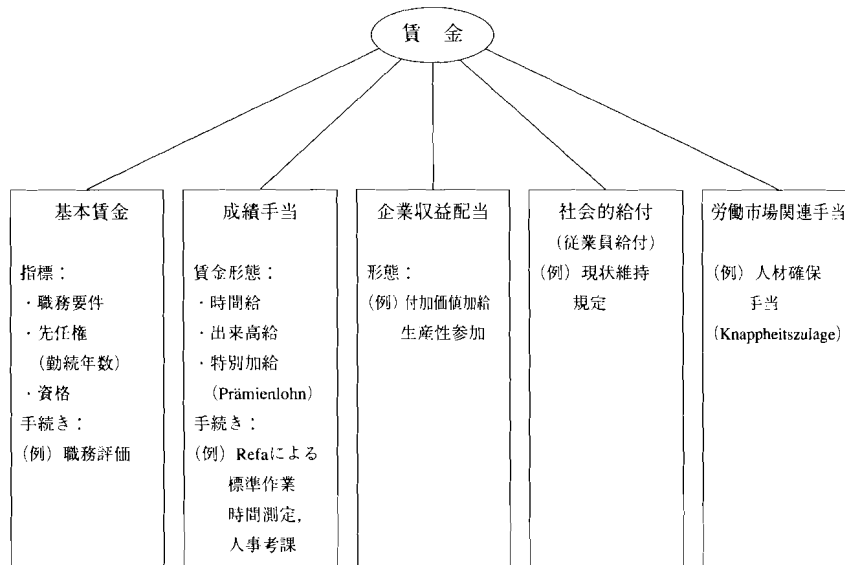 賃 金
基本賃金
指標：
・職務要件
・先任権
（勤続年数）
・資格
手続き：
（例）職務評価
成績手当
賃金形態：
・時間給
・出来高給
・特別加給
（Prämienlohn）
手続き：
（例）Refaによる
標準作業
時間測定,
人事考課
企業収益配当
形態：
（例）付加価値加給
生産性参加
社会的給付
（従業員給付）
（例）現状維持
規定
労働市場関連手当
（例）人材確保
手当
(Knappheitszulage)